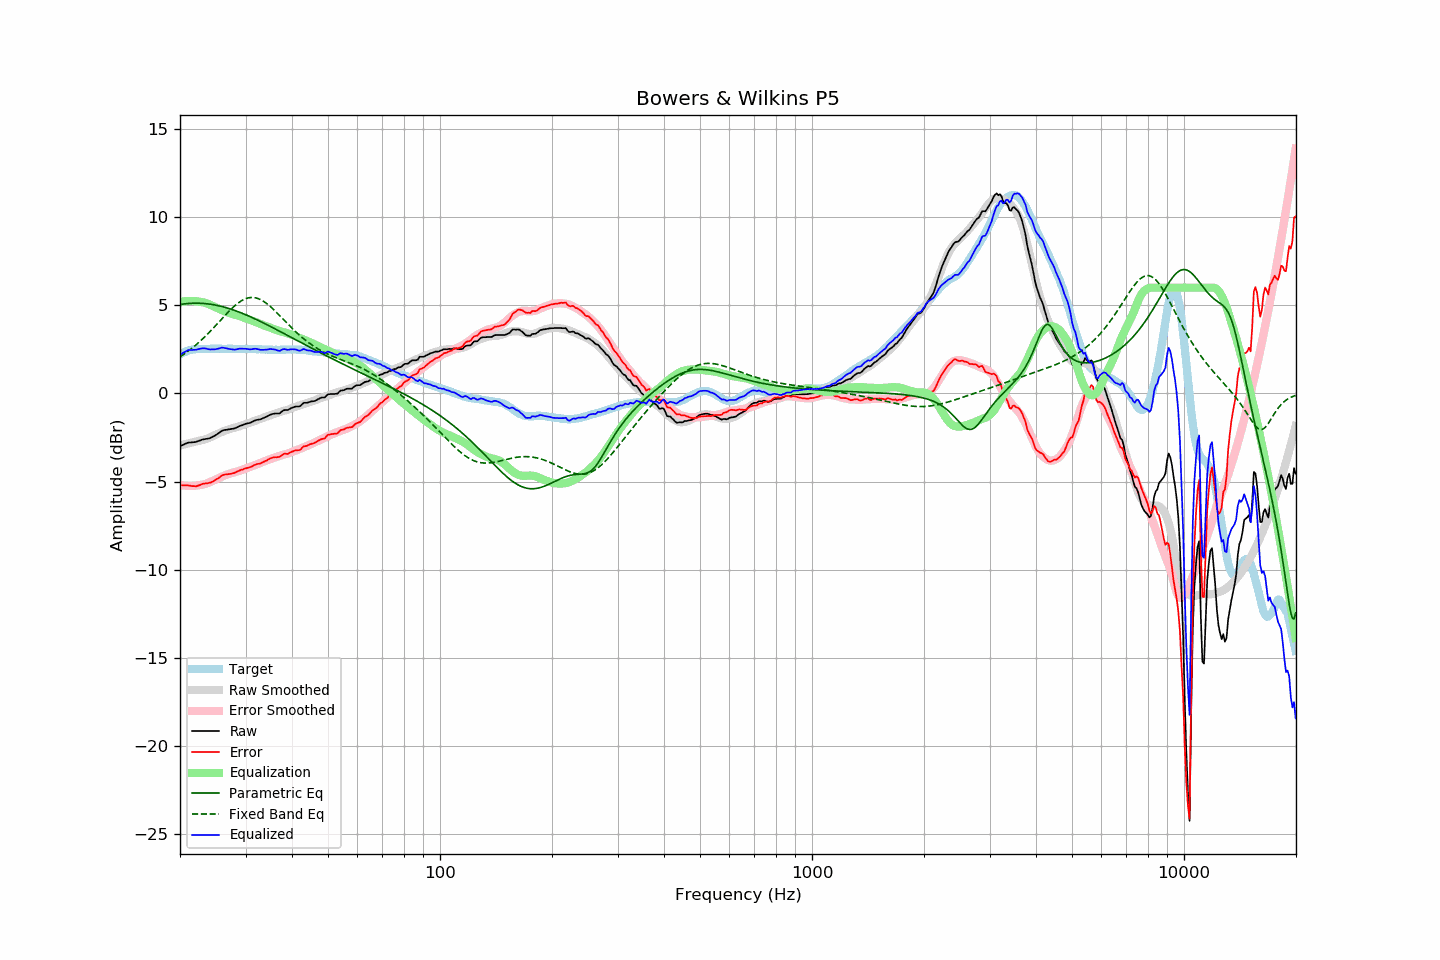 Bowers & Wilkins P5
15
10
5
0
−5
−10
−15
−20
−25
Amplitude (dBr)
Target
Raw Smoothed
Error Smoothed
Raw
Error
Equalization
Parametric Eq
Fixed Band Eq
Equalized
100
1000
10000
Frequency (Hz)